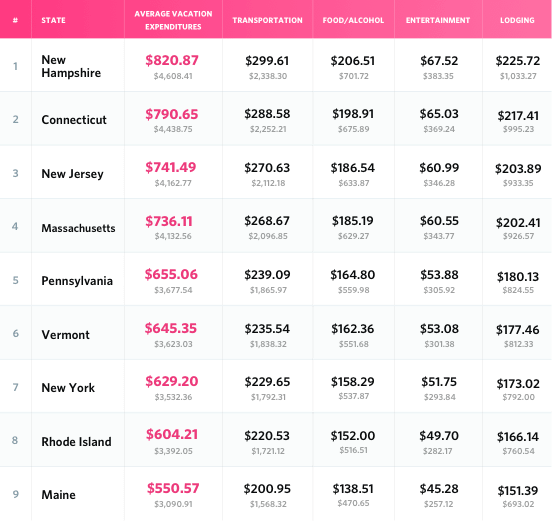 # STATE AVERAGE VACATION EXPENDITURES TRANSPORTATION FOOD/ALCOHOL ENTERTAINMENT LODGING
1 New Hampshire $820.87 $299.61 $206.51 $67.52 $225.72
$4,608.41 $2,338.30 $701.72 $383.35 $1,033.27
2 Connecticut $790.65 $288.58 $198.91 $65.03 $217.41
$4,438.75 $2,252.21 $675.89 $369.24 $995.23
3 New Jersey $741.49 $270.63 $186.54 $60.99 $203.89
$4,162.77 $2,112.18 $633.87 $346.28 $933.35
4 Massachusetts $736.11 $268.67 $185.19 $60.55 $202.41
$4,132.56 $2,096.85 $629.27 $343.77 $926.57
5 Pennsylvania $655.06 $239.09 $164.80 $53.88 $180.13
$3,677.54 $1,865.97 $559.98 $305.92 $824.55
6 Vermont $645.35 $235.54 $162.36 $53.08 $177.46
$3,623.03 $1,838.32 $551.68 $301.38 $812.33
7 New York $629.20 $229.65 $158.29 $51.75 $173.02
$3,532.36 $1,792.31 $537.87 $293.84 $792.00
8 Rhode Island $604.21 $220.53 $152.00 $49.70 $166.14
$3,392.05 $1,721.12 $516.51 $282.17 $760.54
9 Maine $550.57 $200.95 $138.51 $45.28 $151.39
$3,090.91 $1,568.32 $470.65 $257.12 $693.02